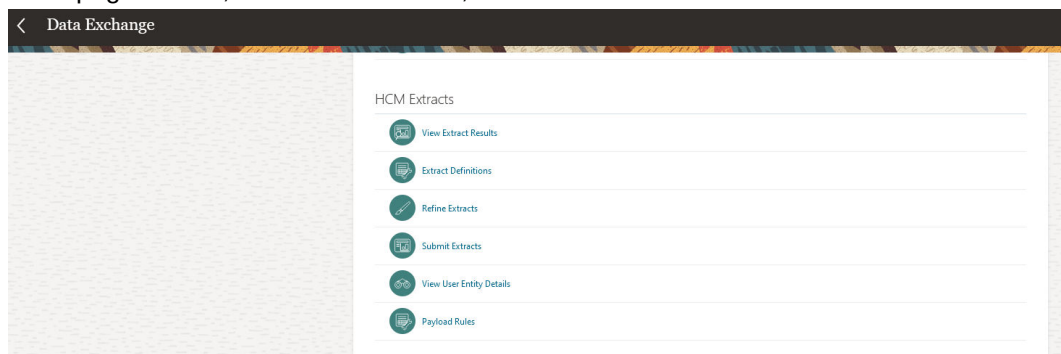 Data Exchange
HCM Extracts
View Extract Results
Extract Definitions
Refine Extracts
Submit Extracts
View User Entity Details
Payload Rules